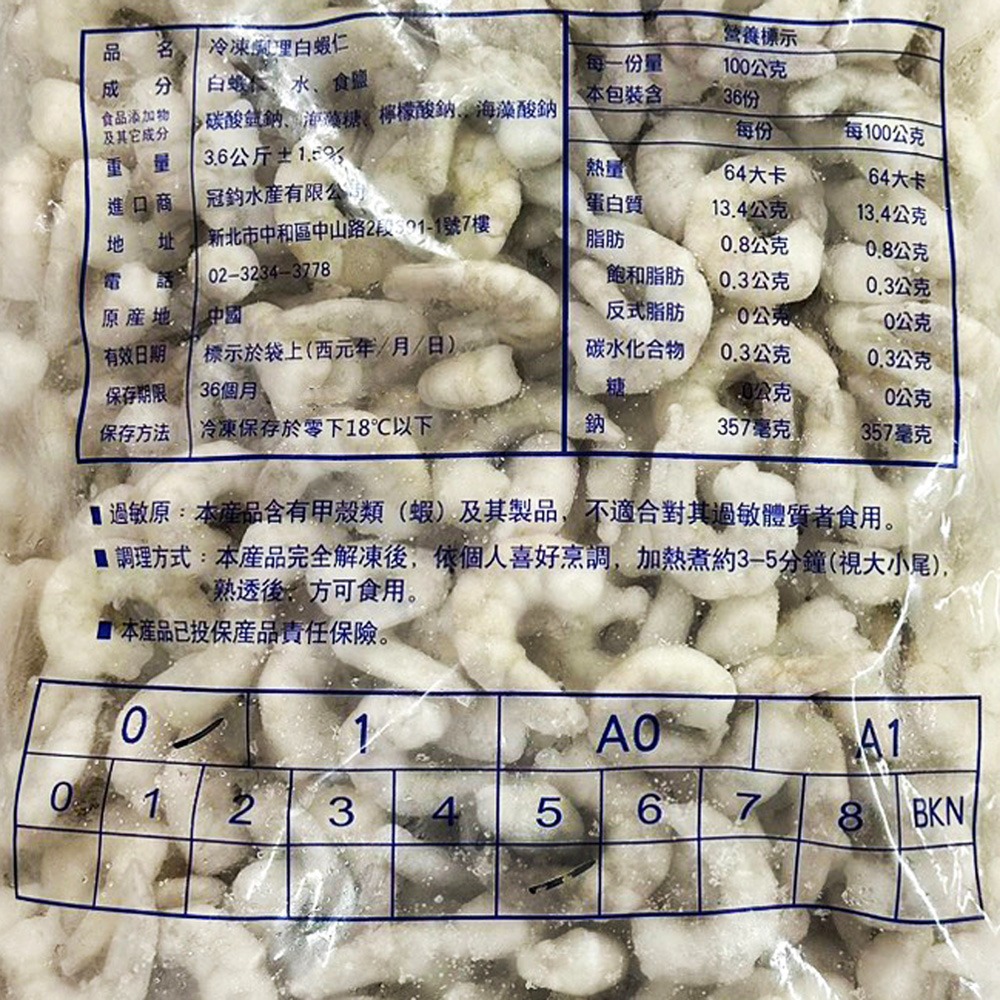 品名 冷凍調理白蝦仁
成分 白蝦仁、水、食鹽
食品添加物及其它成分 碳酸氫鈉、海藻糖、檸檬酸鈉、海藻酸鈉
重量 3.6公斤±1.5%
進口商 冠鈞水產有限公司
地址 新北市中和區中山路2段391-1號7樓
電話 02-3234-3778
原産地 中國
有效日期 標示於袋上(西元年/月/日)
保存期限 36個月
保存方法 冷凍保存於零下18℃以下
營養標示
每一份量 100公克
本包裝含 36份
每份 每100公克
熱量 64大卡 64大卡
蛋白質 13.4公克 13.4公克
脂肪 0.8公克 0.8公克
飽和脂肪 0.3公克 0.3公克
反式脂肪 0公克 0公克
碳水化合物 0.3公克 0.3公克
糖 0公克 0公克
鈉 357毫克 357毫克
過敏原：本産品含有甲殼類（蝦）及其製品，不適合對其過敏體質者食用。
調理方式：本産品完全解凍後，依個人喜好烹調，加熱煮約3-5分鐘(視大小尾)，
熟透後，方可食用。
本産品已投保産品責任保險。
0 1 A0 A1
0 1 2 3 4 5 6 7 8 BKN